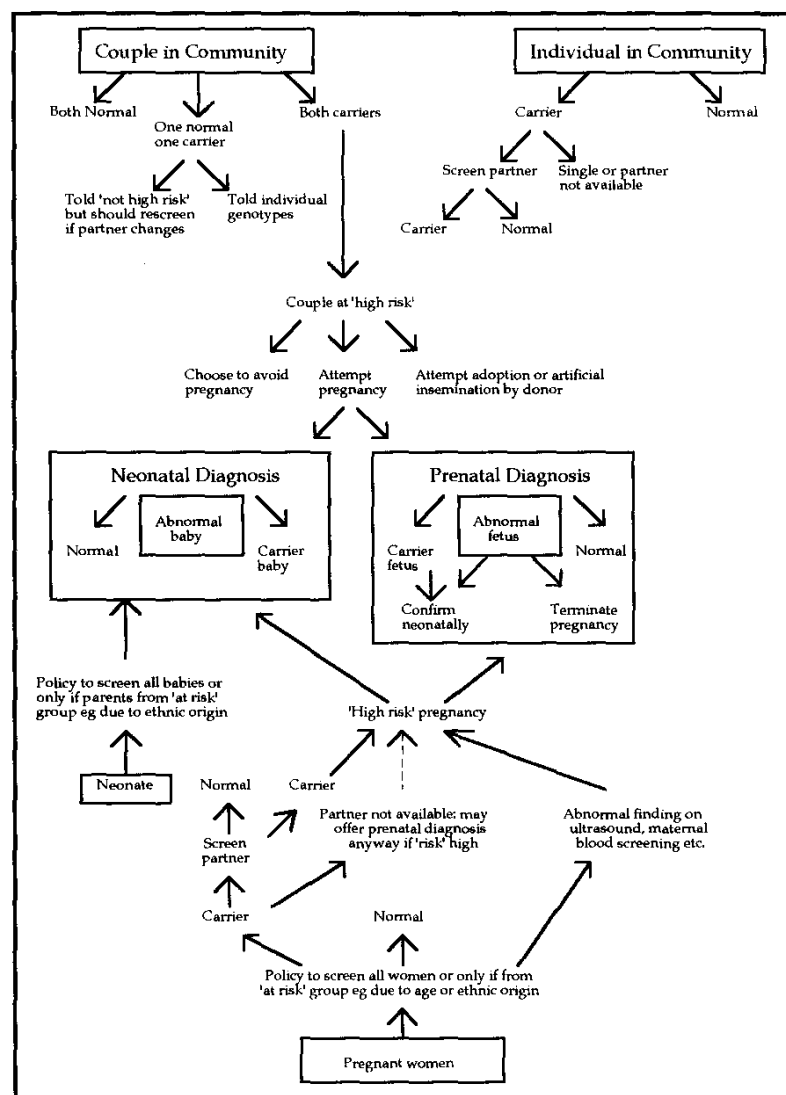 Couple in Community
Individual in Community
Both Normal
One normal
one carrier
Both carriers
Carrier
Normal
Told 'not high risk'
but should rescreen
if partner changes
Told individual
genotypes
Screen partner
Single or partner
not available
Carrier
Normal
Couple at 'high risk'
Choose to avoid
pregnancy
Attempt
pregnancy
Attempt adoption or artificial
insemination by donor
Neonatal Diagnosis
Normal
Abnormal
baby
Carrier
baby
Prenatal Diagnosis
Carrier
fetus
Abnormal
fetus
Normal
Confirm
neonatally
Terminate
pregnancy
Policy to screen all babies or
only if parents from 'at risk'
group eg due to ethnic origin
'High risk' pregnancy
Neonate
Normal
Carrier
Screen
partner
Partner not available: may
offer prenatal diagnosis
anyway if 'risk' high
Abnormal finding on
ultrasound, maternal
blood screening etc.
Carrier
Normal
Policy to screen all women or only if from
'at risk' group eg due to age or ethnic origin
Pregnant women